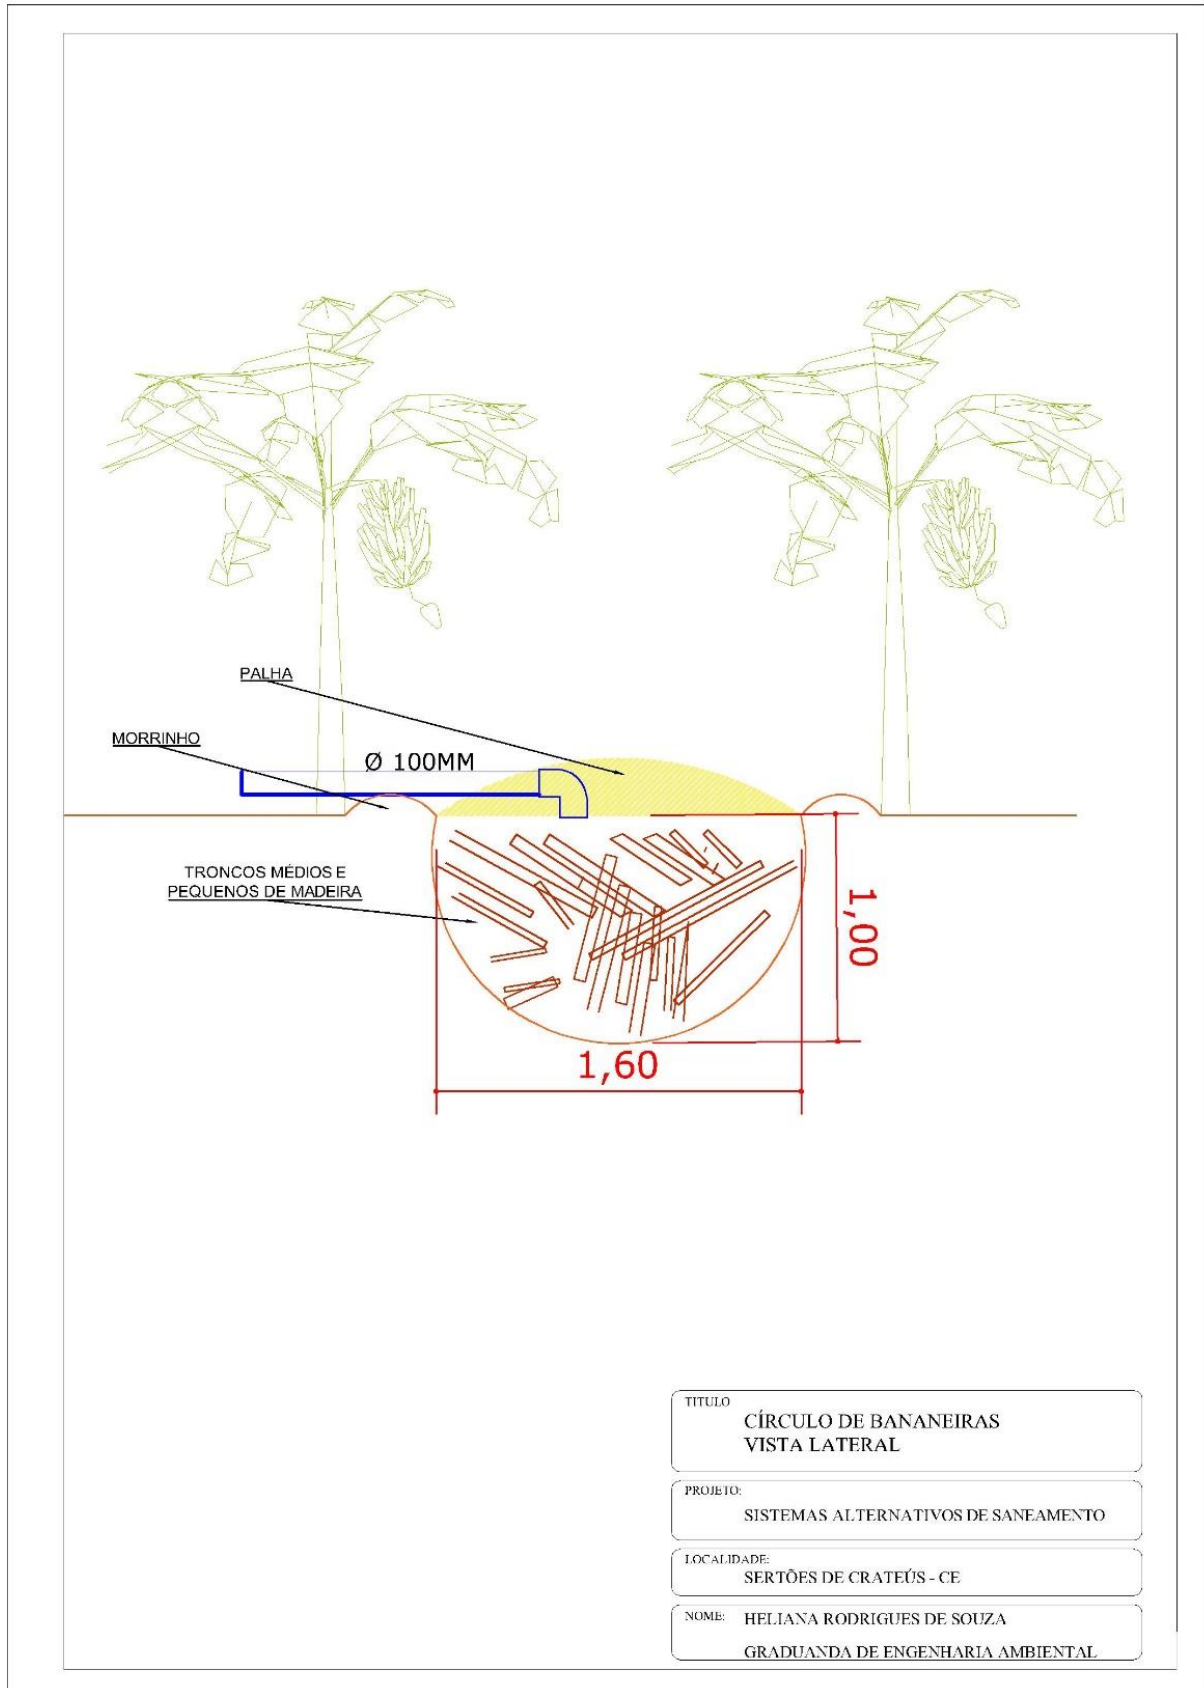 PALHA
MORRINHO
Ø 100MM
TRONCOS MÉDIOS E
PEQUENOS DE MADEIRA
1,00
1,60
TITULO
CÍRCULO DE BANANEIRAS
VISTA LATERAL
PROJETO:
SISTEMAS ALTERNATIVOS DE SANEAMENTO
LOCALIDADE:
SERTÕES DE CRATEÚS - CE
NOME: HELIANA RODRIGUES DE SOUZA
GRADUANDA DE ENGENHARIA AMBIENTAL